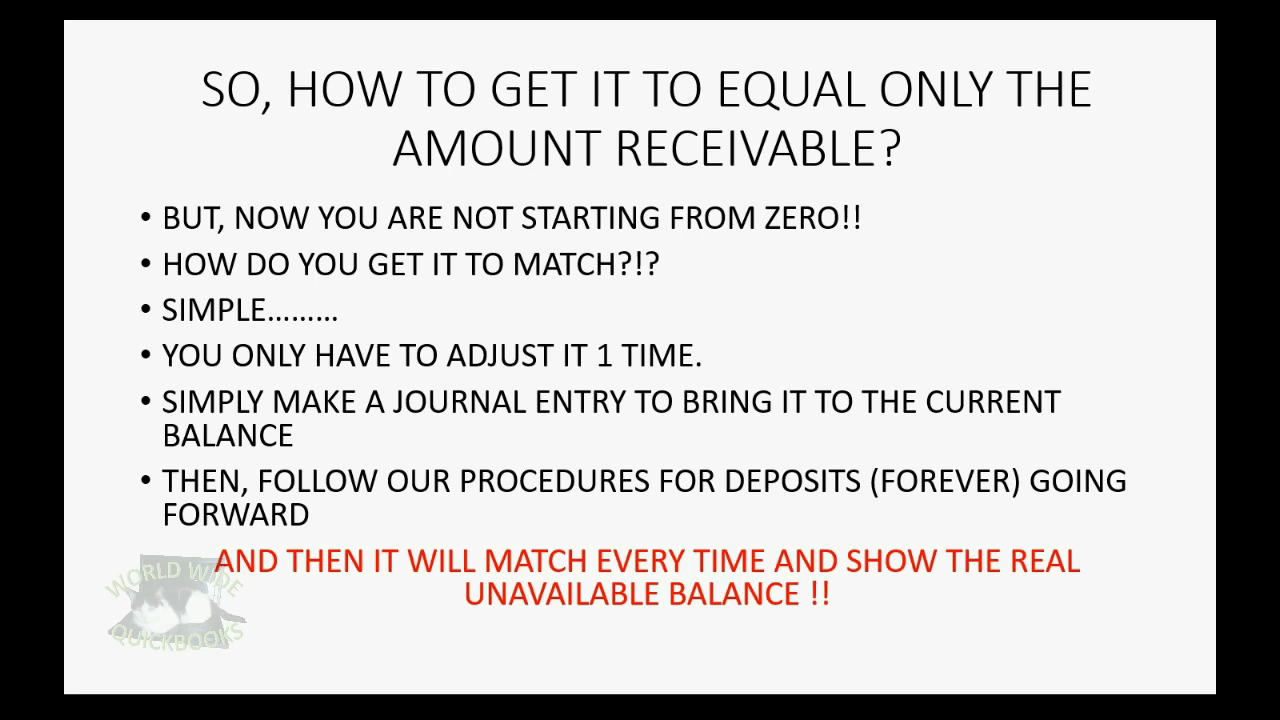 SO, HOW TO GET IT TO EQUAL ONLY THE
AMOUNT RECEIVABLE?
• BUT, NOW YOU ARE NOT STARTING FROM ZERO!!
• HOW DO YOU GET IT TO MATCH?!?
• SIMPLE.........
• YOU ONLY HAVE TO ADJUST IT 1 TIME.
• SIMPLY MAKE A JOURNAL ENTRY TO BRING IT TO THE CURRENT
BALANCE
• THEN, FOLLOW OUR PROCEDURES FOR DEPOSITS (FOREVER) GOING
FORWARD
AND THEN IT WILL MATCH EVERY TIME AND SHOW THE REAL
UNAVAILABLE BALANCE !!
WORLD WIDE
QUICKBOOKS